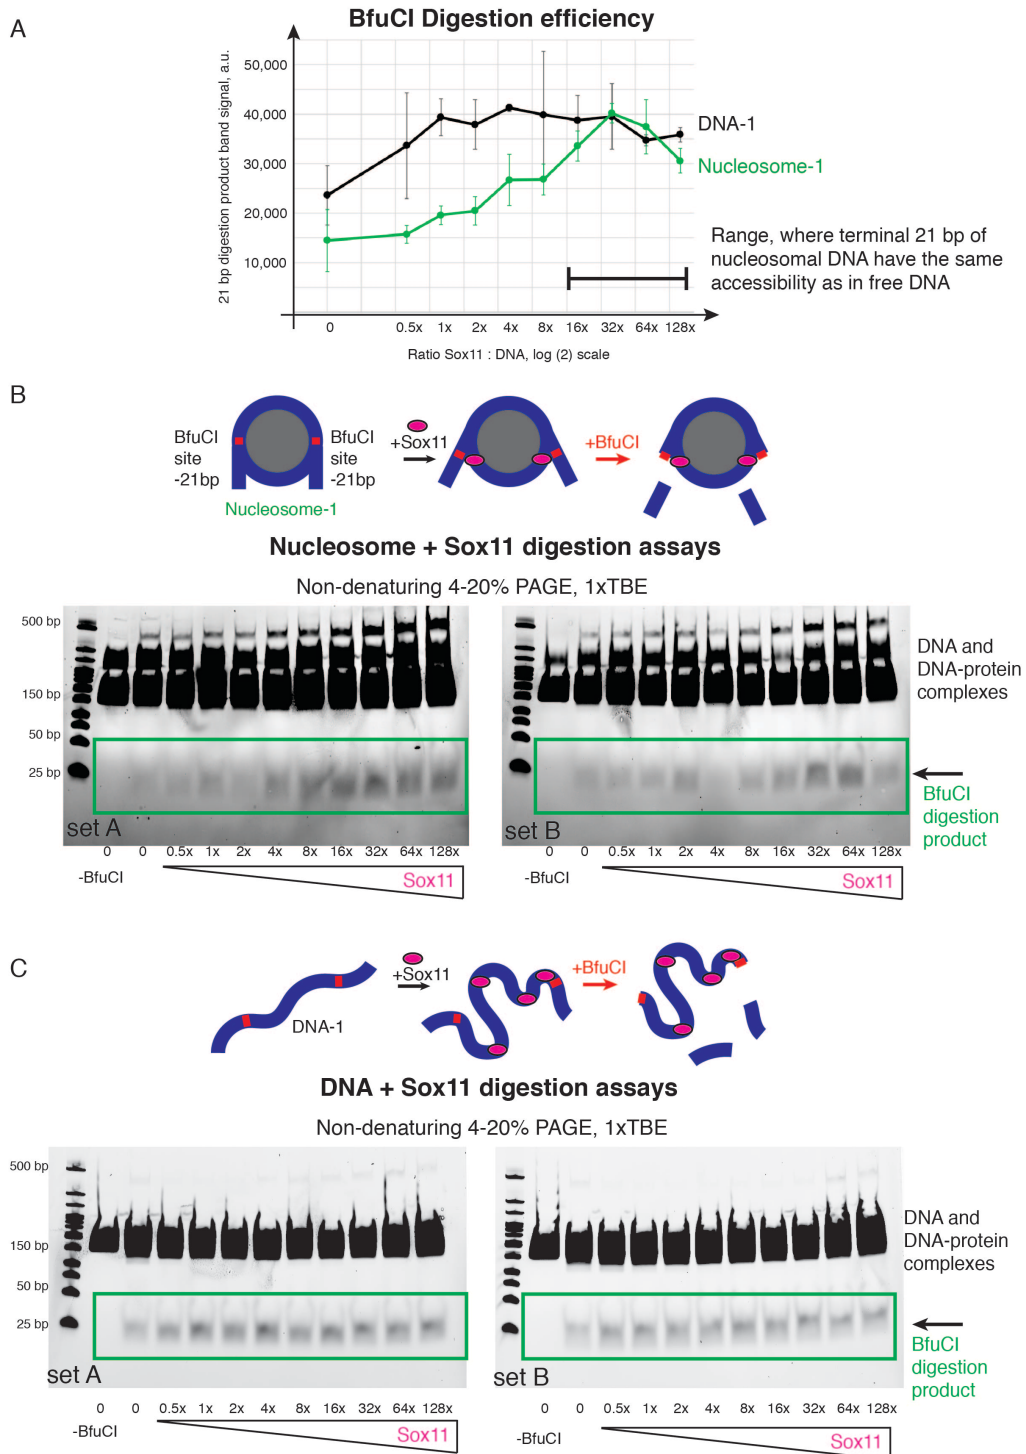 A
BfuCI Digestion efficiency
21 bp digestion product band signal, a.u.
50,000
40,000
30,000
20,000
10,000
DNA-1
Nucleosome-1
Range, where terminal 21 bp of
nucleosomal DNA have the same
accessibility as in free DNA
0 0.5x 1x 2x 4x 8x 16x 32x 64x 128x
Ratio Sox11 : DNA, log (2) scale
B
BfuCI
site
-21bp
BfuCI
site
-21bp
Nucleosome-1
+Sox11
+BfuCI
Nucleosome + Sox11 digestion assays
Non-denaturing 4-20% PAGE, 1xTBE
500 bp
150 bp
50 bp
25 bp
DNA and
DNA-protein
complexes
BfuCI
digestion
product
set A
set B
0 0 0.5x 1x 2x 4x 8x 16x 32x 64x 128x
0 0 0.5x 1x 2x 4x 8x 16x 32x 64x 128x
-BfuCI
Sox11
-BfuCI
Sox11
C
DNA-1
+Sox11
+BfuCI
DNA + Sox11 digestion assays
Non-denaturing 4-20% PAGE, 1xTBE
500 bp
150 bp
50 bp
25 bp
DNA and
DNA-protein
complexes
BfuCI
digestion
product
set A
set B
0 0 0.5x 1x 2x 4x 8x 16x 32x 64x 128x
0 0 0.5x 1x 2x 4x 8x 16x 32x 64x 128x
-BfuCI
Sox11
-BfuCI
Sox11